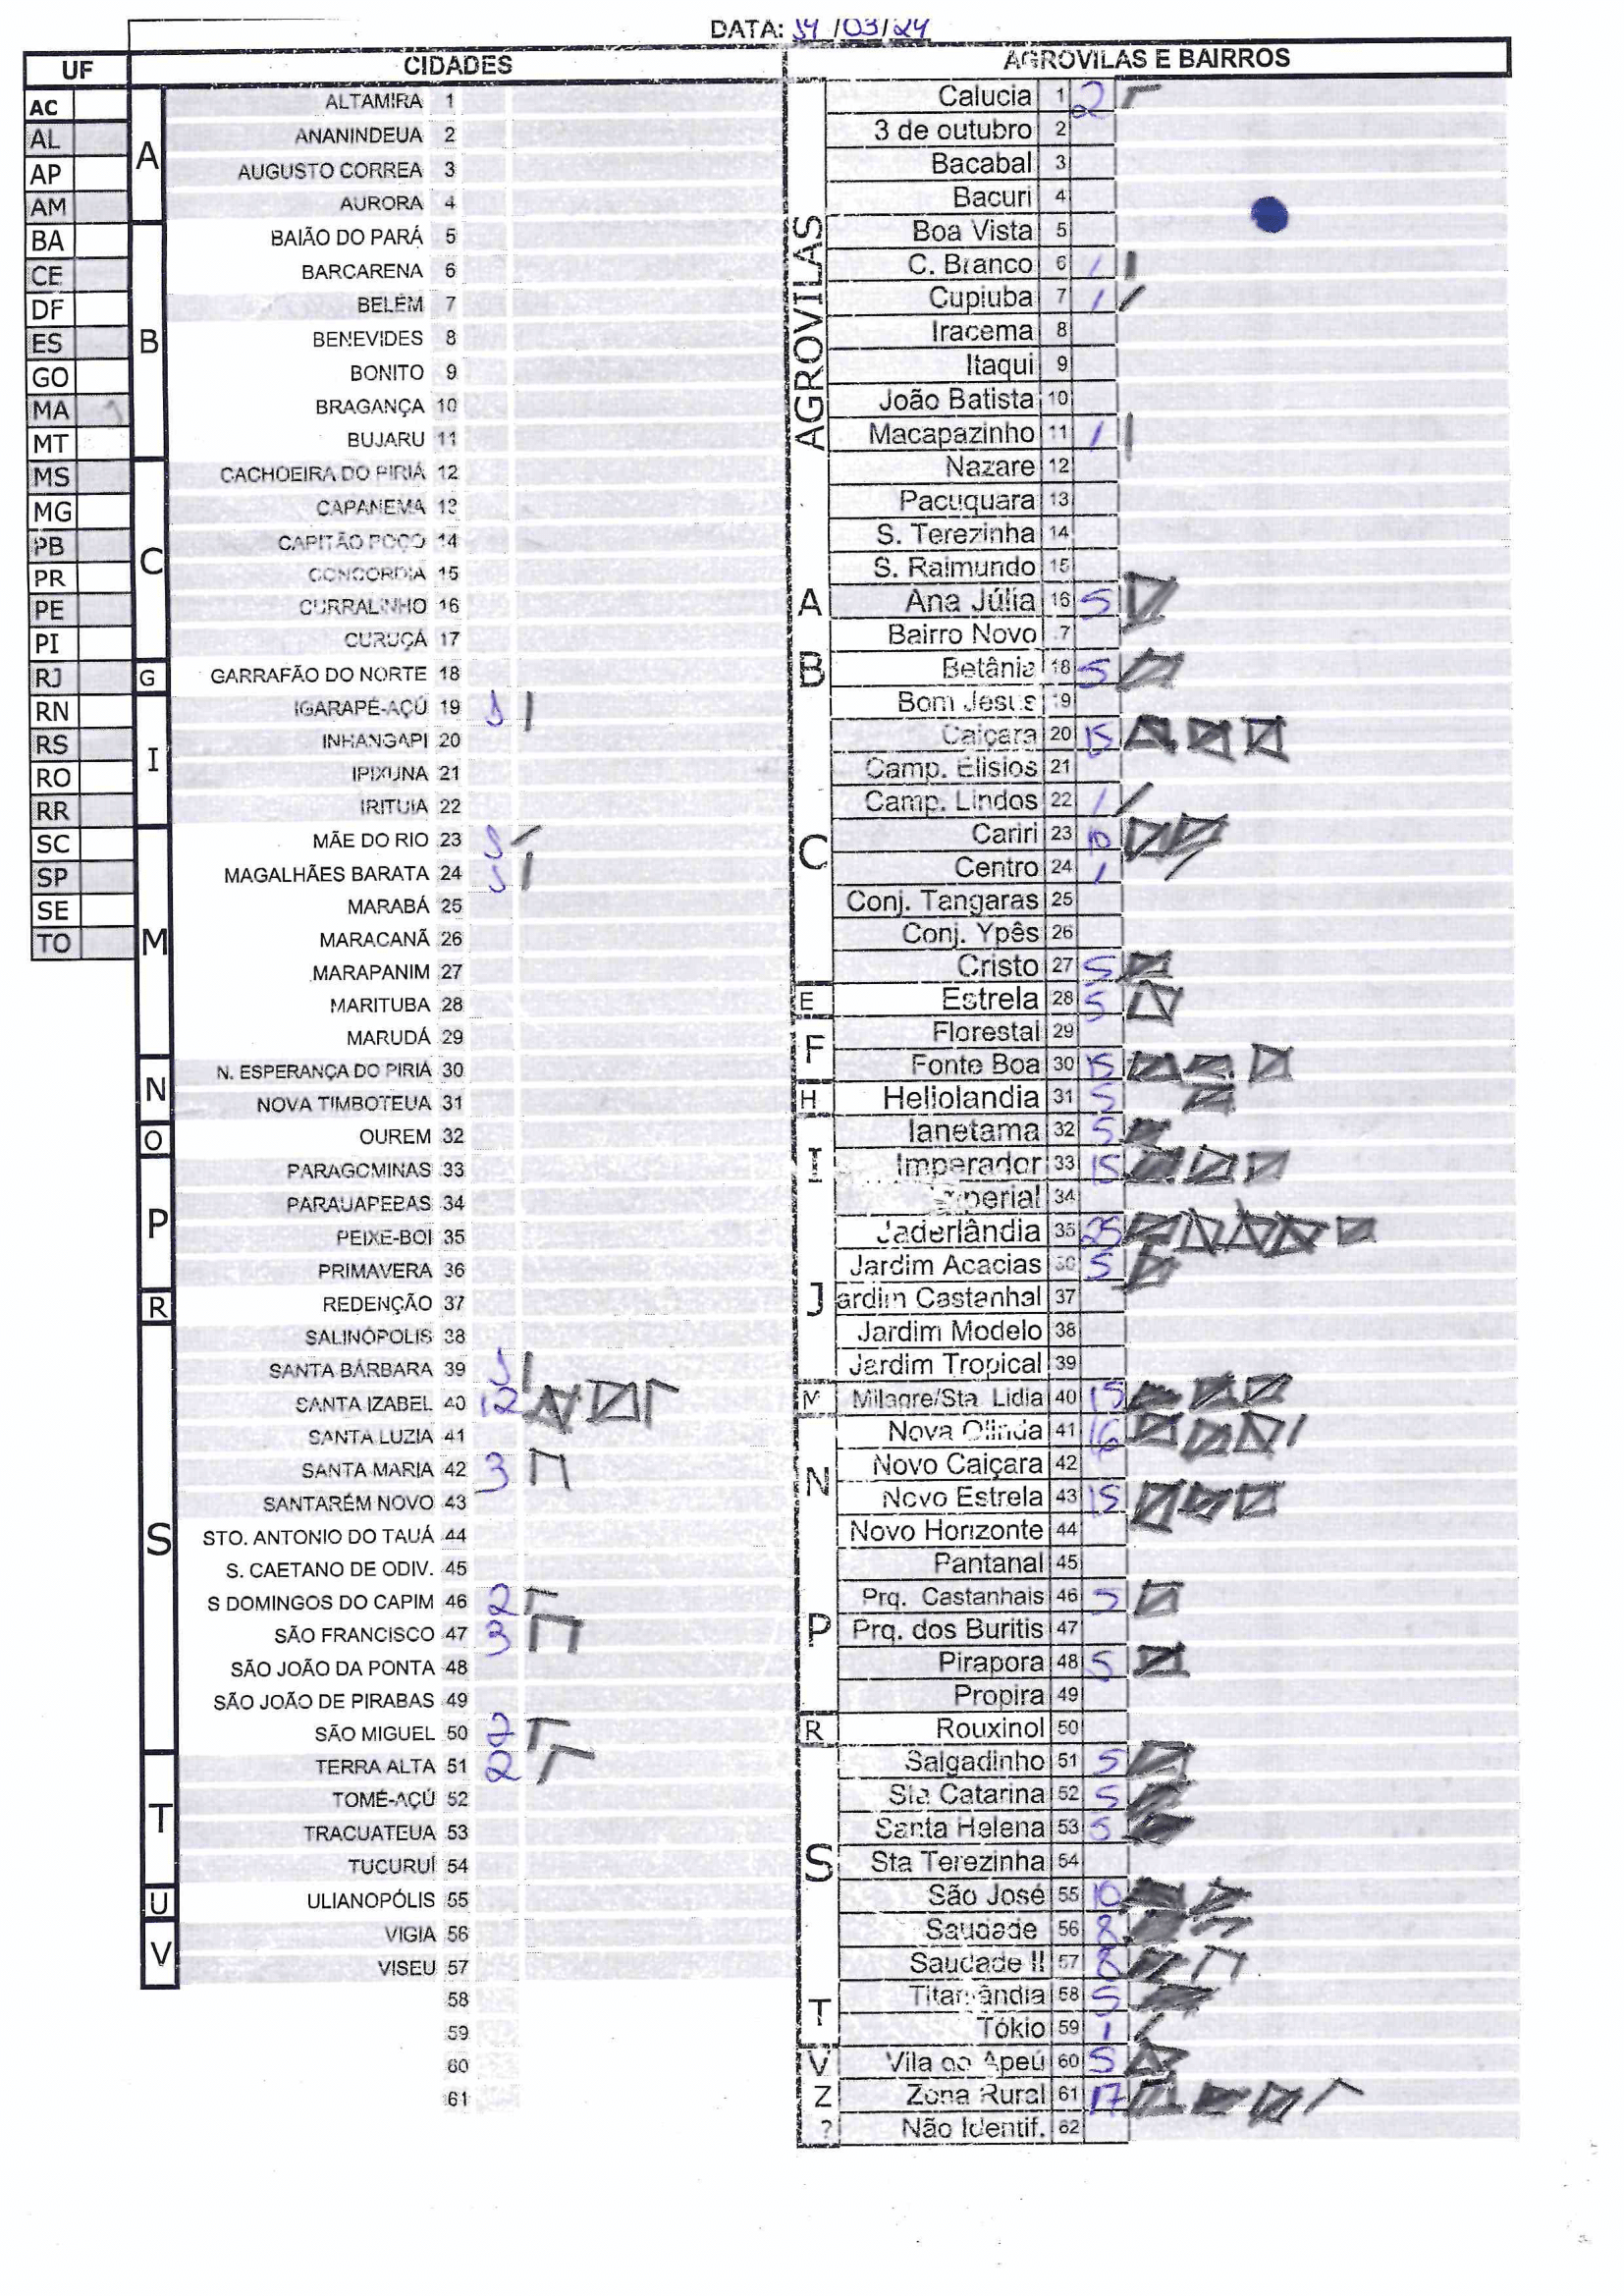 DATA: /03/24
UF
CIDADES
AGROVILAS E BAIRROS
AC
AL
AP
AM
BA
CE
DF
ES
GO
MA
MT
MS
MG
PB
PR
PE
PI
RJ
RN
RS
RO
RR
SC
SP
SE
TO
A
ALTAMIRA 1
ANANINDEUA 2
AUGUSTO CORREA 3
AURORA 4
B
BAIÃO DO PARÁ 5
BARCARENA 6
BELÉM 7
BENEVIDES 8
BONITO 9
BRAGANÇA 10
BUJARU 11
C
CACHOEIRA DO PIRIÁ 12
CAPANEMA 13
CAPITÃO POÇO 14
CONCORDIA 15
CURRALINHO 16
CURUÇÁ 17
G
GARRAFÃO DO NORTE 18
I
IGARAPÉ-AÇÚ 19 1
INHANGAPI 20
IPIXUNA 21
IRITUIA 22
M
MÃE DO RIO 23 1
MAGALHÃES BARATA 24 1
MARABÁ 25
MARACANÃ 26
MARAPANIM 27
MARITUBA 28
MARUDÁ 29
N
N. ESPERANÇA DO PIRIÁ 30
NOVA TIMBOTEUA 31
O
OUREM 32
P
PARAGOMINAS 33
PARAUAPEBAS 34
PEIXE-BOI 35
PRIMAVERA 36
R
REDENÇÃO 37
S
SALINÓPOLIS 38
SANTA BÁRBARA 39 1
SANTA IZABEL 40 12
SANTA LUZIA 41
SANTA MARIA 42 3
SANTARÉM NOVO 43
STO. ANTONIO DO TAUÁ 44
S. CAETANO DE ODIV. 45
S DOMINGOS DO CAPIM 46 2
SÃO FRANCISCO 47 3
SÃO JOÃO DA PONTA 48
SÃO JOÃO DE PIRABAS 49
SÃO MIGUEL 50 2
T
TERRA ALTA 51 2
TOMÉ-AÇÚ 52
TRACUATEUA 53
TUCURUÍ 54
U
ULIANOPÓLIS 55
V
VIGIA 56
VISEU 57
58
59
60
61
AGROVILAS
Calucia 1 2
3 de outubro 2
Bacabal 3
Bacuri 4
Boa Vista 5
C. Branco 6 1
Cupiuba 7 1
Iracema 8
Itaqui 9
João Batista 10
Macapazinho 11 1
Nazare 12
Pacuquara 13
S. Terezinha 14
S. Raimundo 15
A
Ana Júlia 16 5
B
Bairro Novo 17
Betânia 18 5
Bom Jesus 19
C
Caiçara 20 15
Camp. Elisios 21
Camp. Lindos 22 1
Cariri 23 10
Centro 24 1
Conj. Tangaras 25
Conj. Ypês 26
Cristo 27 5
E
Estrela 28 5
F
Florestal 29
Fonte Boa 30 15
H
Heliolandia 31 5
I
Ianetama 32 5
Imperador 33 15
perial 34
J
Jaderlândia 35 25
Jardim Acacias 36 5
ardim Castanhal 37
Jardim Modelo 38
Jardim Tropical 39
M
Milagre/Sta Lidia 40 15
N
Nova Olinda 41 16
Novo Caiçara 42
Novo Estrela 43 15
Novo Horizonte 44
P
Pantanal 45
Prq. Castanhais 46 5
Prq. dos Buritis 47
Pirapora 48 5
Propira 49
R
Rouxinol 50
S
Salgadinho 51 5
Sta Catarina 52 5
Santa Helena 53 5
Sta Terezinha 54
São José 55 10
Saudade 56 8
Saudade II 57 8
T
Titanlândia 58 5
Tókio 59 1
V
Vila do Apeú 60 5
Z
Zona Rural 61 17
?
Não Identif. 62